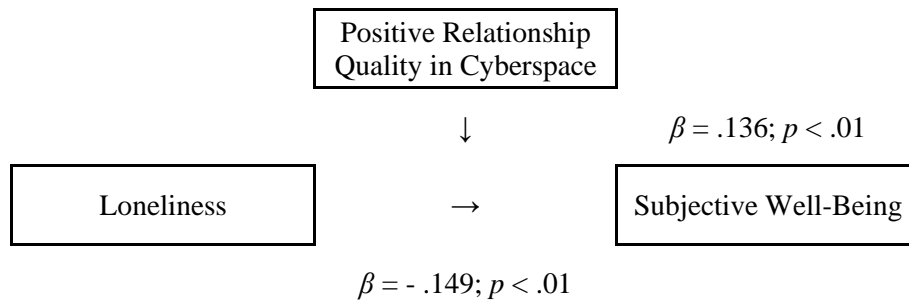 Positive Relationship
Quality in Cyberspace
↓
β = .136; p < .01
Loneliness
→
Subjective Well-Being
β = - .149; p < .01